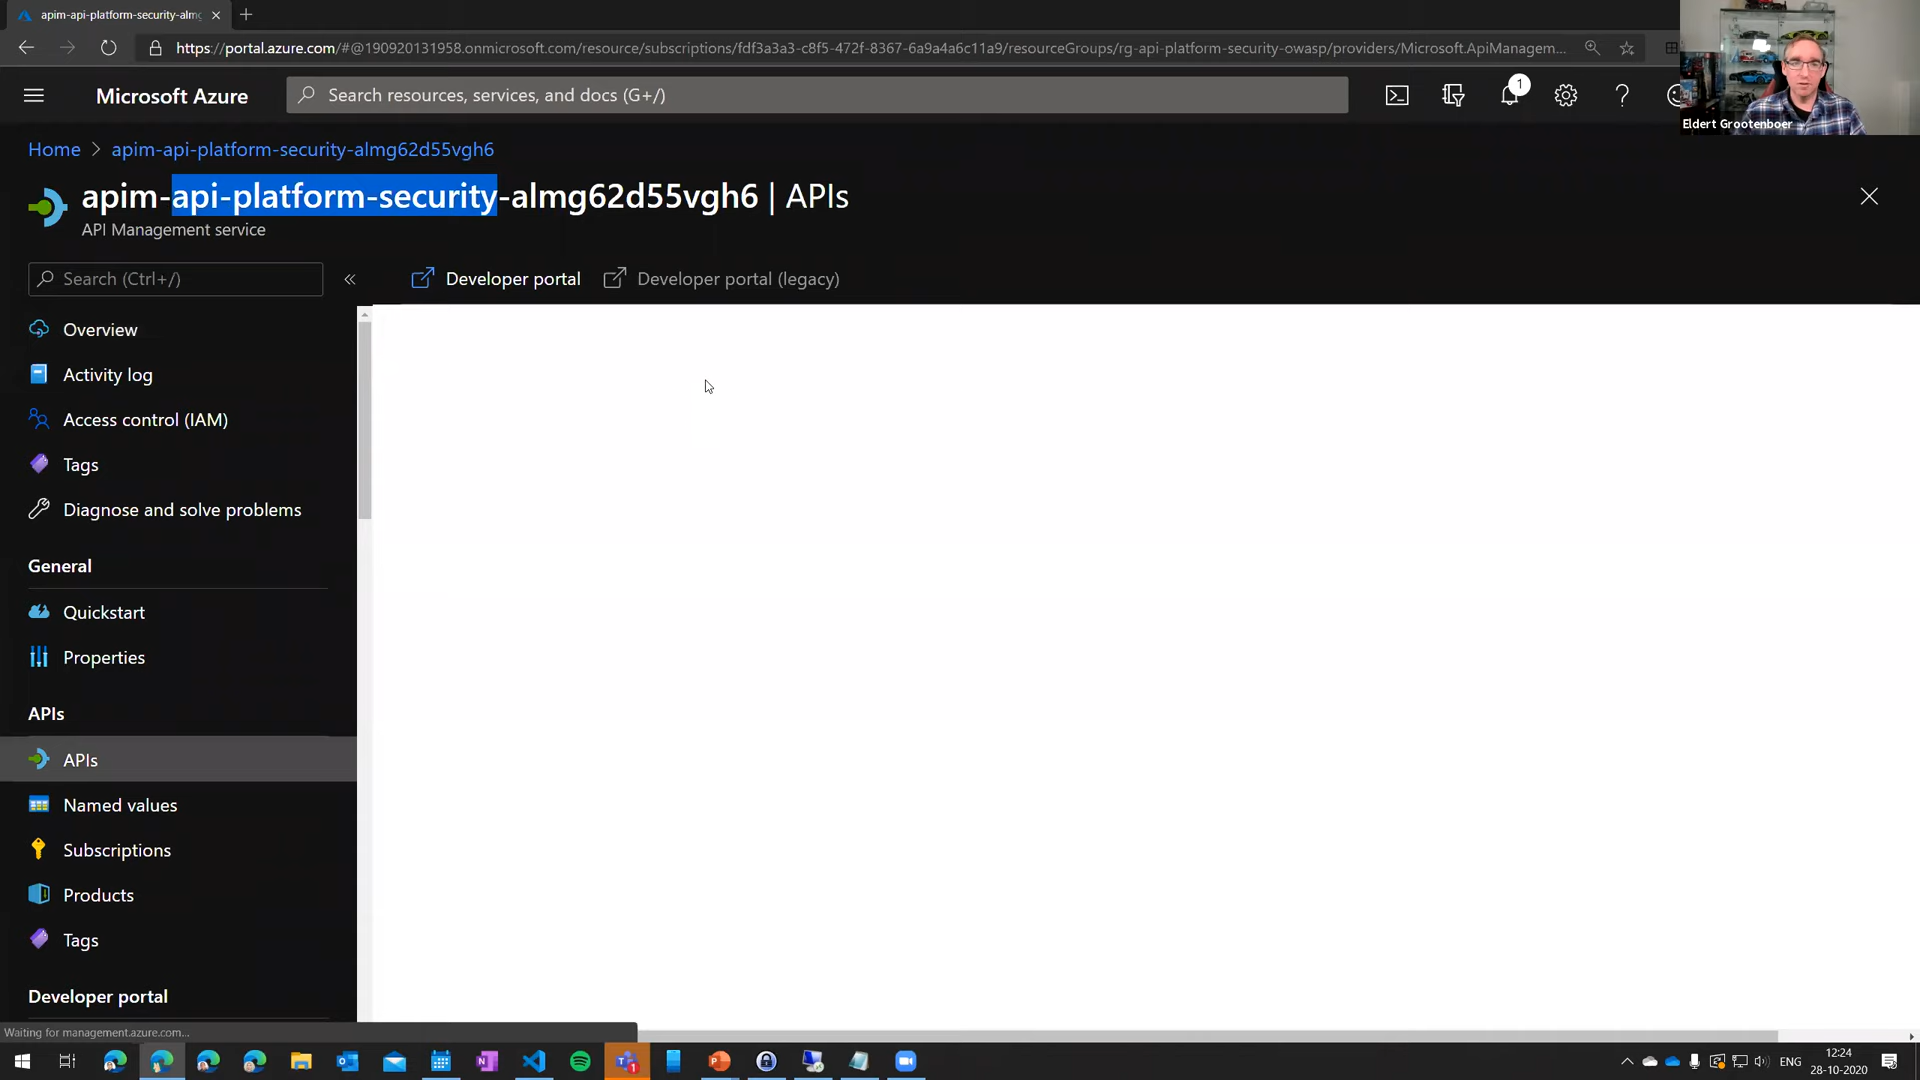 apim-api-platform-security-alm
https://portal.azure.com/#@190920131958.onmicrosoft.com/resource/subscriptions/fdf3a3a3-c8f5-472f-8367-6a9a4a6c11a9/resourceGroups/rg-api-platform-security-owasp/providers/Microsoft.ApiManagem...
Microsoft Azure
Search resources, services, and docs (G+/)
1
Eldert Grootenboer
Home > apim-api-platform-security-almg62d55vgh6
apim-api-platform-security-almg62d55vgh6 | APIs
API Management service
Search (Ctrl+/)
«
Developer portal
Developer portal (legacy)
Overview
Activity log
Access control (IAM)
Tags
Diagnose and solve problems
General
Quickstart
Properties
APIs
APIs
Named values
Subscriptions
Products
Tags
Developer portal
Waiting for management.azure.com...
ENG
12:24
28-10-2020